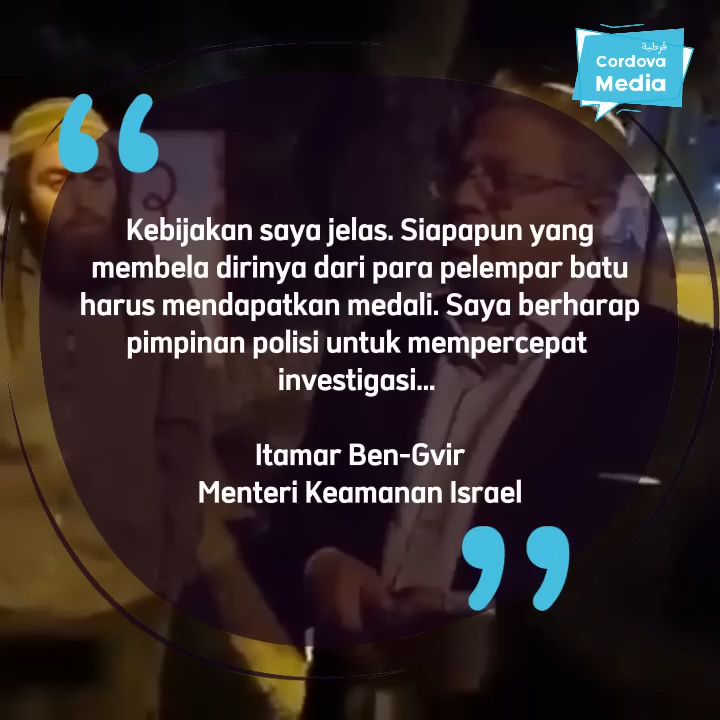 قرطبة
Cordova
Media
Kebijakan saya jelas. Siapapun yang
membela dirinya dari para pelempar batu
harus mendapatkan medali. Saya berharap
pimpinan polisi untuk mempercepat
investigasi...
Itamar Ben-Gvir
Menteri Keamanan Israel